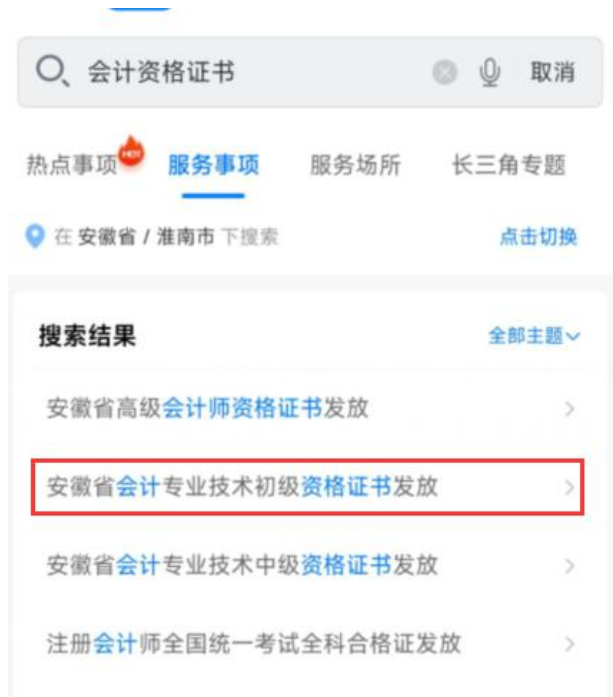 会计资格证书 取消
热点事项 HOT 服务事项 服务场所 长三角专题
在 安徽省 / 淮南市 下搜索 点击切换
搜索结果 全部主题
安徽省高级会计师资格证书发放
安徽省会计专业技术初级资格证书发放
安徽省会计专业技术中级资格证书发放
注册会计师全国统一考试全科合格证发放